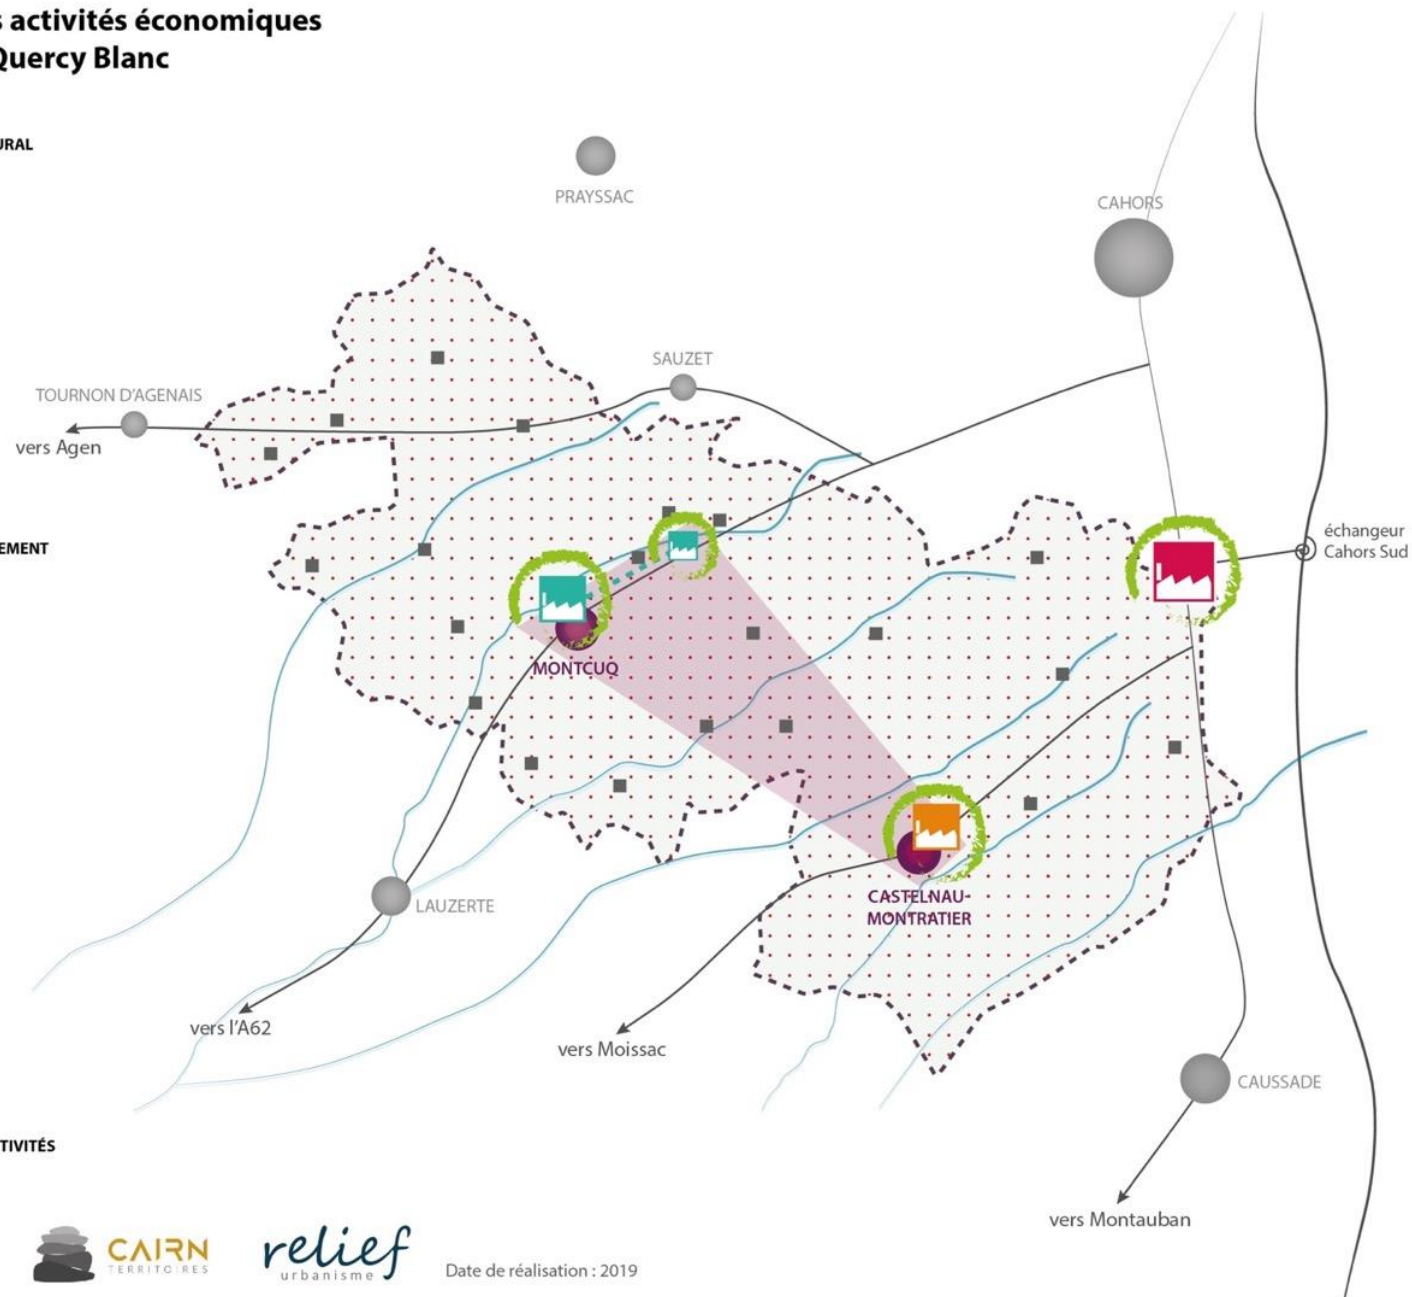 s activités économiques
Quercy Blanc
URAL
PRAYSSAC
CAHORS
SAUZET
TOURNON D'AGENAIS
vers Agen
échangeur
Cahors Sud
EMENT
MONTCUQ
CASTELNAU-
MONTRATIER
LAUZERTE
vers l'A62
vers Moissac
CAUSSADE
TIVITÉS
vers Montauban
CAIRN
TERRITOIRES
relief
urbanisme
Date de réalisation : 2019